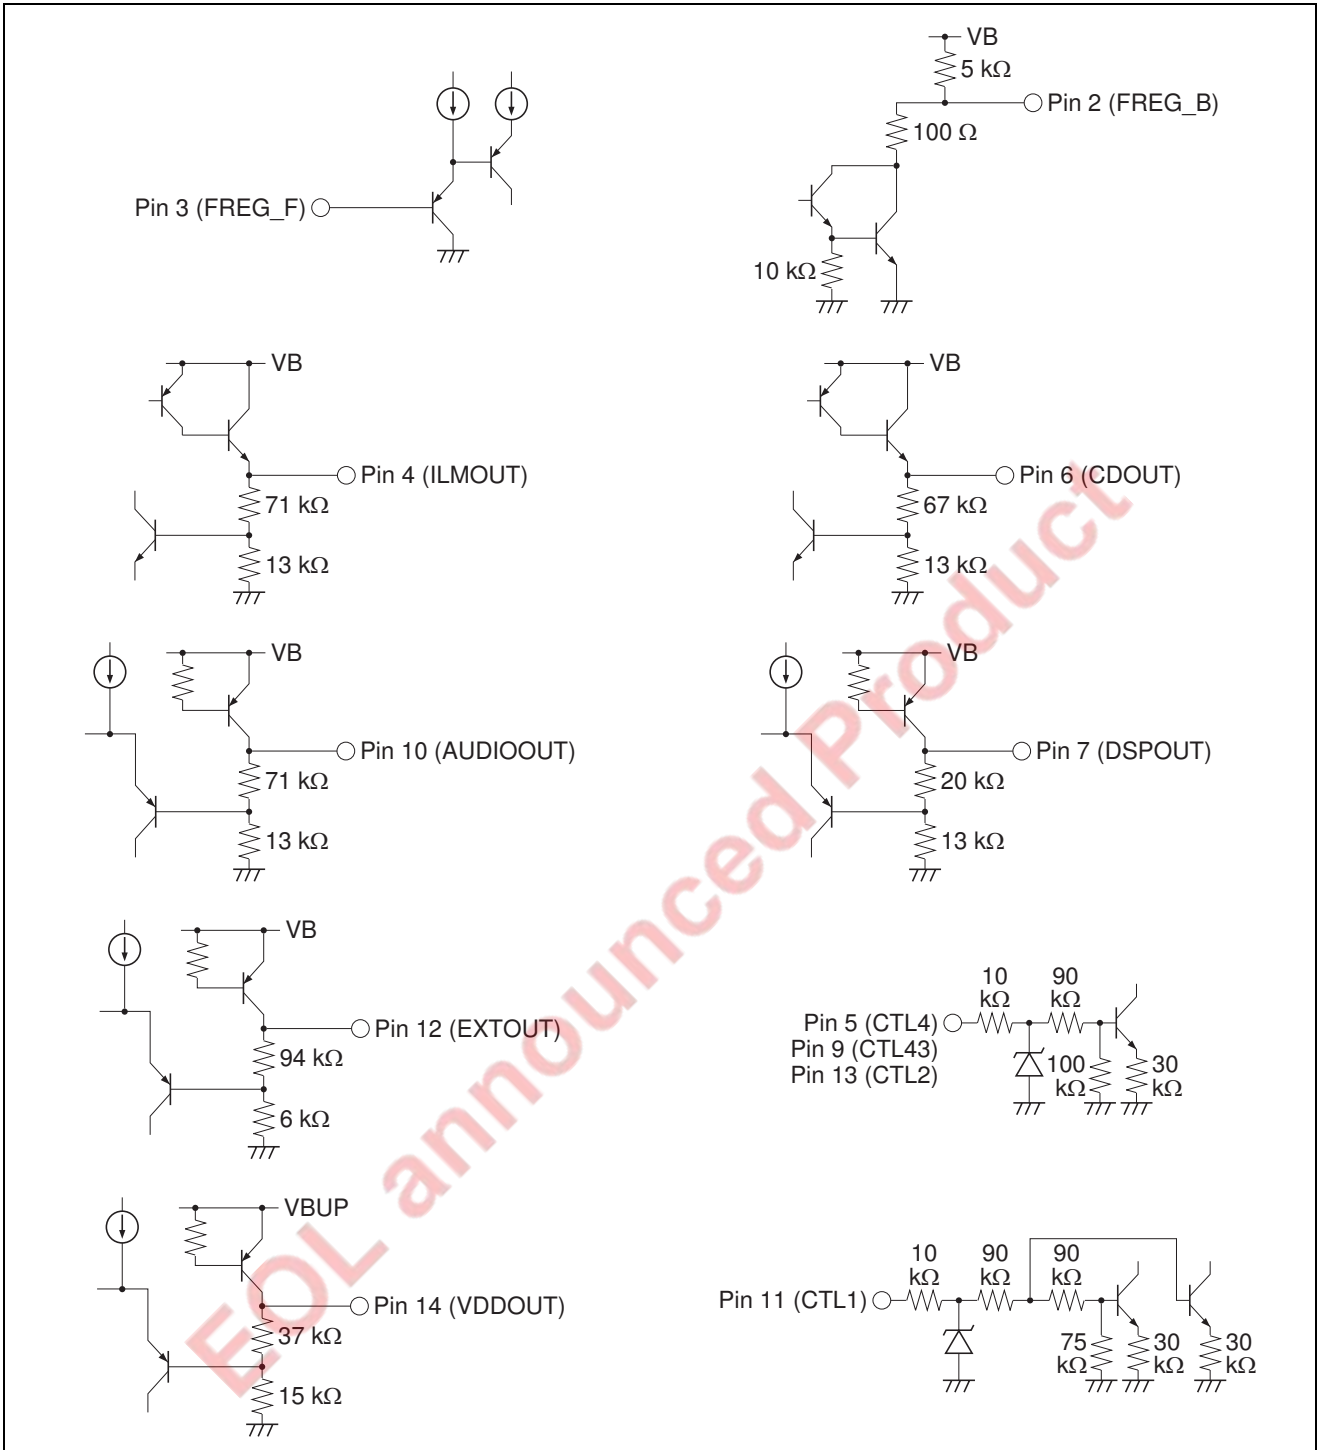 VB
5 kΩ
Pin 2 (FREG_B)
100 Ω
10 kΩ
Pin 3 (FREG_F)
VB
Pin 4 (ILMOUT)
71 kΩ
13 kΩ
VB
Pin 6 (CDOUT)
67 kΩ
13 kΩ
VB
Pin 10 (AUDIOOUT)
71 kΩ
13 kΩ
VB
Pin 7 (DSPOUT)
20 kΩ
13 kΩ
VB
Pin 12 (EXTOUT)
94 kΩ
6 kΩ
10
kΩ
90
kΩ
Pin 5 (CTL4)
Pin 9 (CTL43)
Pin 13 (CTL2)
100
kΩ
30
kΩ
VBUP
Pin 14 (VDDOUT)
37 kΩ
15 kΩ
10
kΩ
90
kΩ
90
kΩ
Pin 11 (CTL1)
75
kΩ
30
kΩ
30
kΩ
EOL announced Product